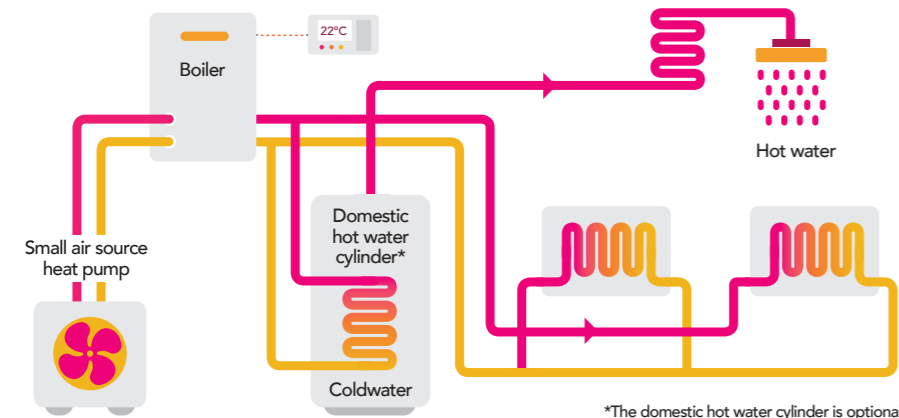 22°C
Boiler
Hot water
Domestic
hot water
cylinder*
Small air source
heat pump
Coldwater
*The domestic hot water cylinder is optiona